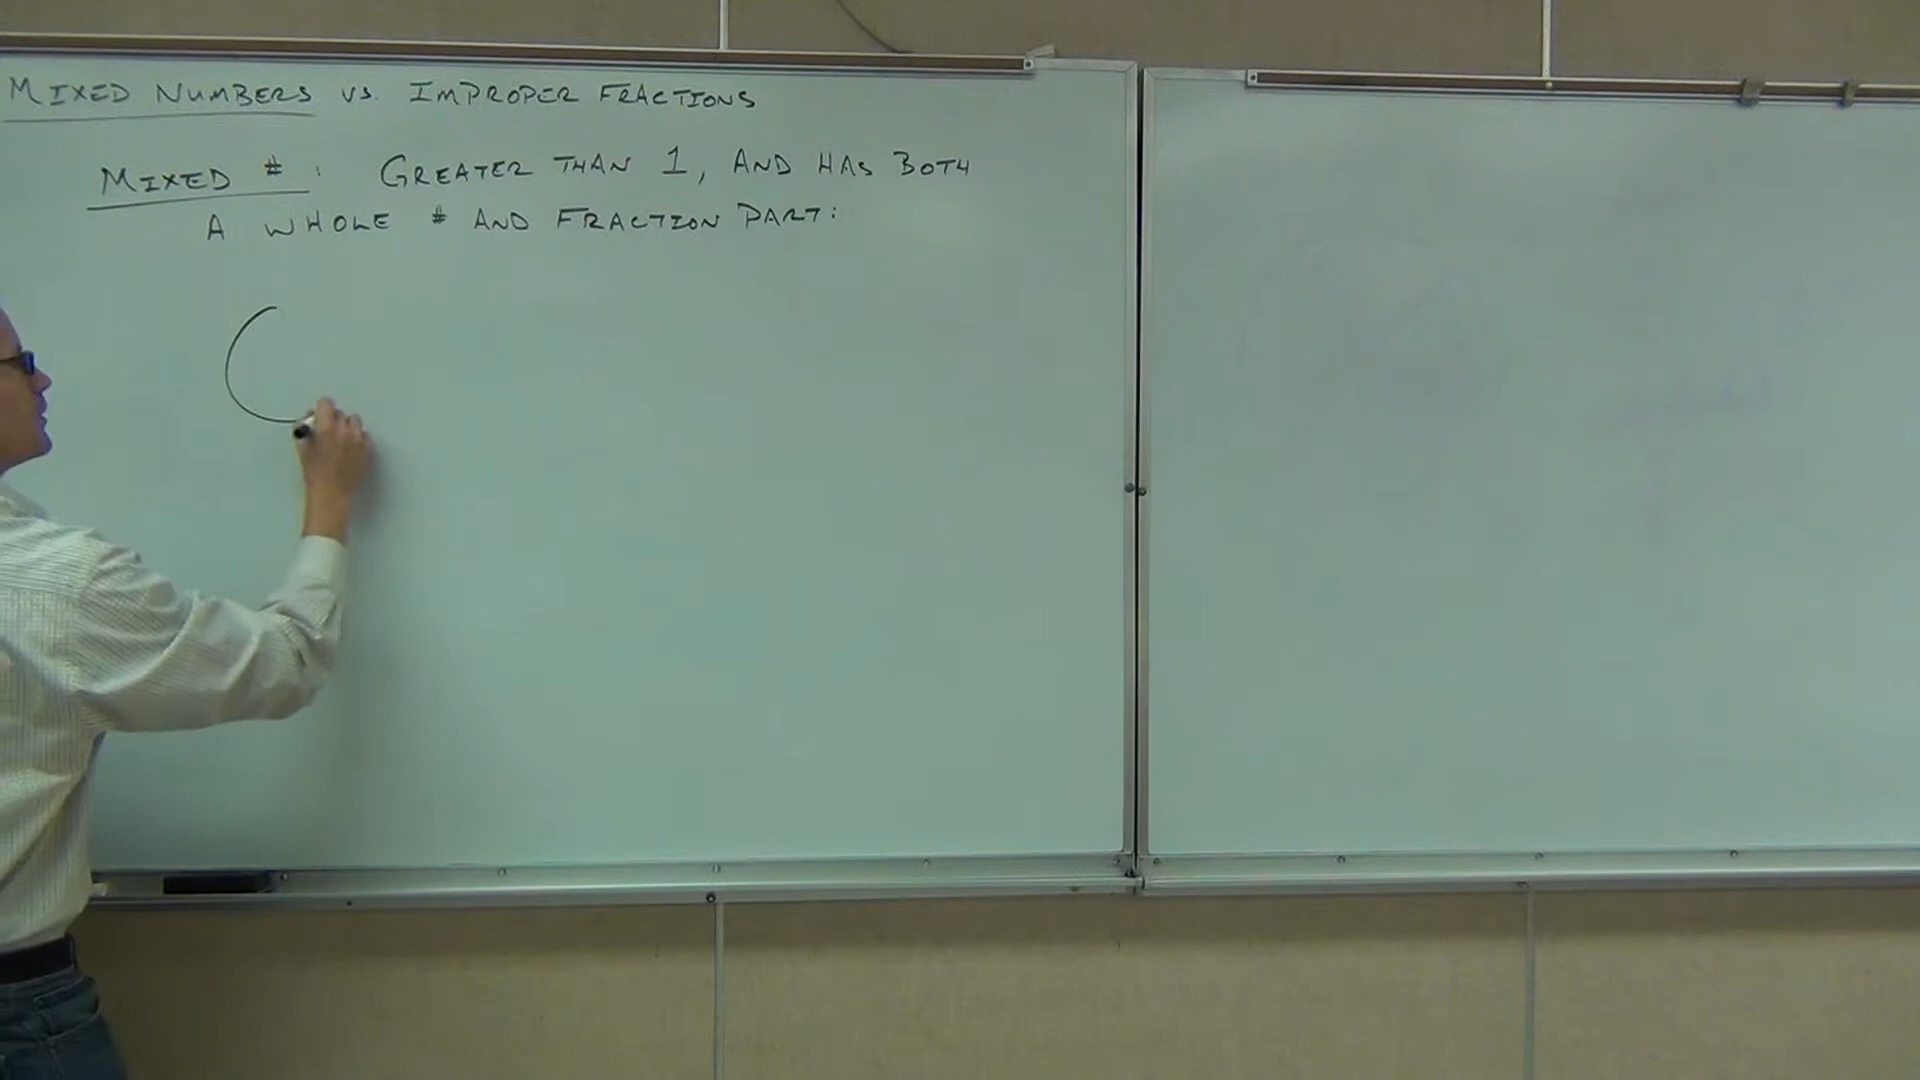 MIXED NUMBERS VS. IMPROPER FRACTIONS
MIXED #: GREATER THAN 1, AND HAS BOTH
A WHOLE # AND FRACTION PART: